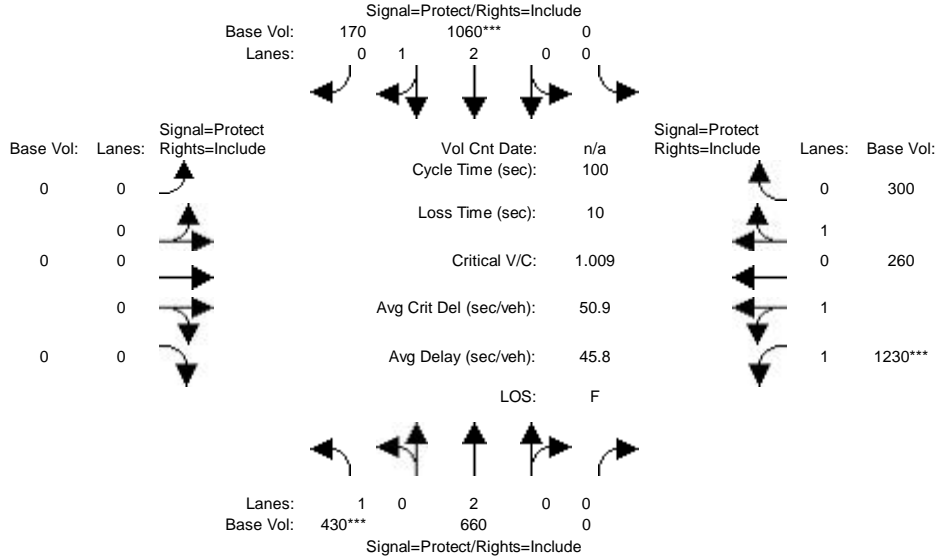 Signal=Protect/Rights=Include
Base Vol: 170 1060*** 0
Lanes: 0 1 2 0 0
Signal=Protect
Base Vol: Lanes: Rights=Include
Vol Cnt Date: n/a
Signal=Protect
Rights=Include Lanes: Base Vol:
Cycle Time (sec): 100
0 0
0 300
Loss Time (sec): 10
0
1
0 0
Critical V/C: 1.009
0 260
0
Avg Crit Del (sec/veh): 50.9
1
0 0
Avg Delay (sec/veh): 45.8
1 1230***
LOS: F
Lanes: 1 0 2 0 0
Base Vol: 430*** 660 0
Signal=Protect/Rights=Include